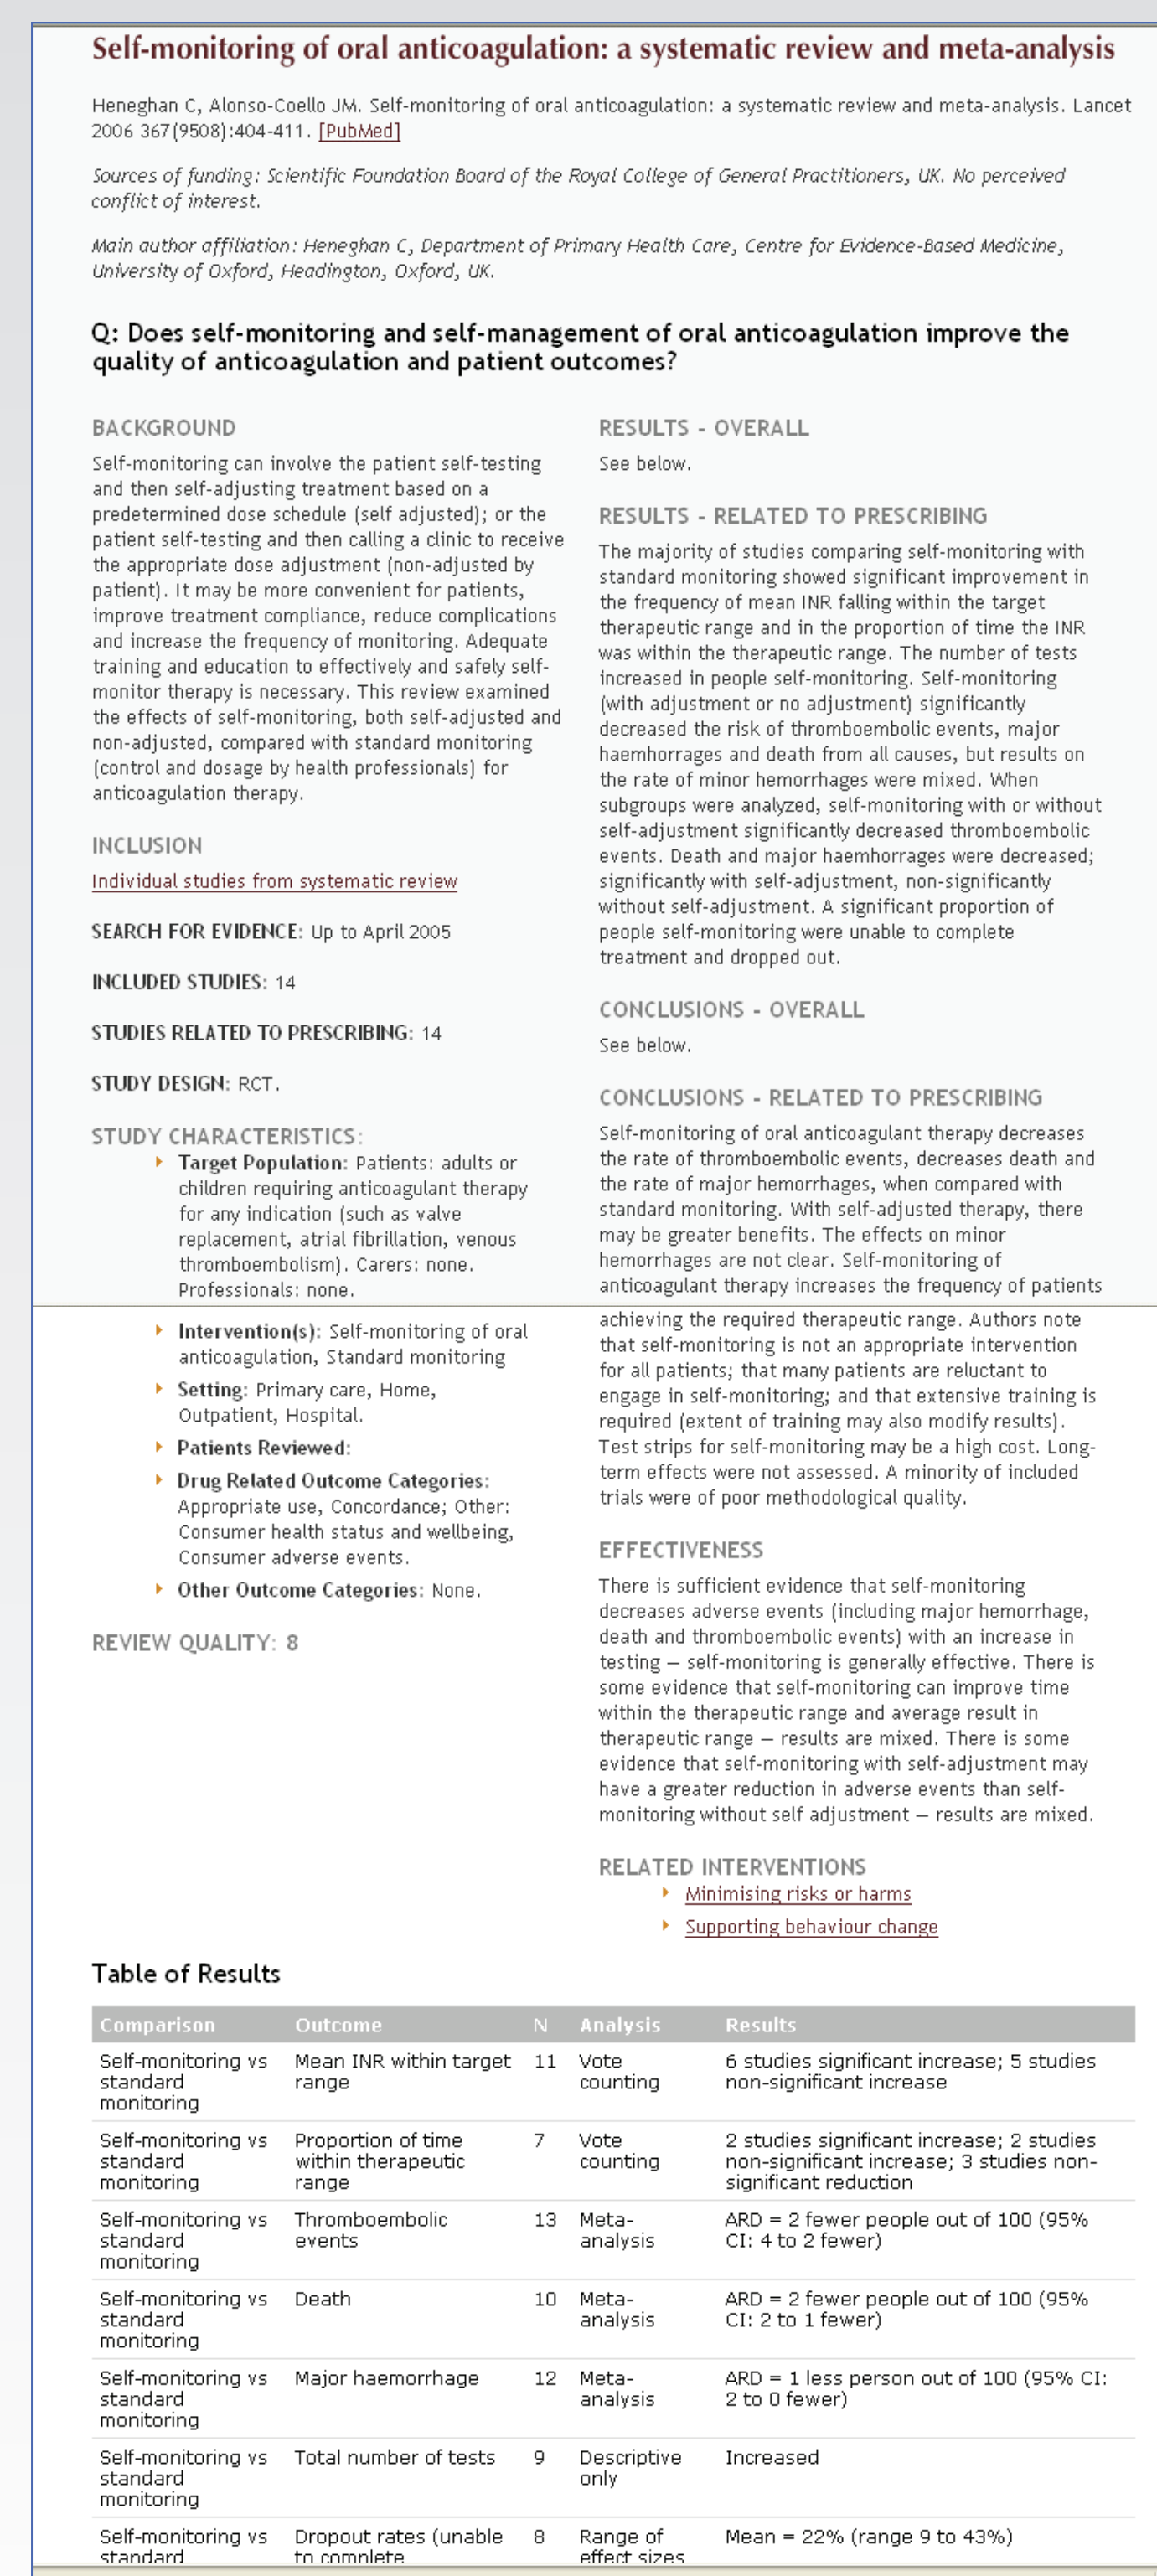 Self-monitoring of oral anticoagulation: a systematic review and meta-analysis
Heneghan C, Alonso-Coello JM. Self-monitoring of oral anticoagulation: a systematic review and meta-analysis. Lancet
2006 367(9508):404-411. [PubMed]
Sources of funding: Scientific Foundation Board of the Royal College of General Practitioners, UK. No perceived
conflict of interest.
Main author affiliation: Heneghan C, Department of Primary Health Care, Centre for Evidence-Based Medicine,
University of Oxford, Headington, Oxford, UK.
Q: Does self-monitoring and self-management of oral anticoagulation improve the
quality of anticoagulation and patient outcomes?
BACKGROUND
Self-monitoring can involve the patient self-testing
and then self-adjusting treatment based on a
predetermined dose schedule (self adjusted); or the
patient self-testing and then calling a clinic to receive
the appropriate dose adjustment (non-adjusted by
patient). It may be more convenient for patients,
improve treatment compliance, reduce complications
and increase the frequency of monitoring. Adequate
training and education to effectively and safely self-
monitor therapy is necessary. This review examined
the effects of self-monitoring, both self-adjusted and
non-adjusted, compared with standard monitoring
(control and dosage by health professionals) for
anticoagulation therapy.
INCLUSION
Individual studies from systematic review
SEARCH FOR EVIDENCE: Up to April 2005
INCLUDED STUDIES: 14
STUDIES RELATED TO PRESCRIBING: 14
STUDY DESIGN: RCT.
STUDY CHARACTERISTICS:
Target Population: Patients: adults or
children requiring anticoagulant therapy
for any indication (such as valve
replacement, atrial fibrillation, venous
thromboembolism). Carers: none.
Professionals: none.
Intervention(s): Self-monitoring of oral
anticoagulation, Standard monitoring
Setting: Primary care, Home,
Outpatient, Hospital.
Patients Reviewed:
Drug Related Outcome Categories:
Appropriate use, Concordance; Other:
Consumer health status and wellbeing,
Consumer adverse events.
Other Outcome Categories: None.
REVIEW QUALITY: 8
RESULTS - OVERALL
See below.
RESULTS - RELATED TO PRESCRIBING
The majority of studies comparing self-monitoring with
standard monitoring showed significant improvement in
the frequency of mean INR falling within the target
therapeutic range and in the proportion of time the INR
was within the therapeutic range. The number of tests
increased in people self-monitoring. Self-monitoring
(with adjustment or no adjustment) significantly
decreased the risk of thromboembolic events, major
haemhorrages and death from all causes, but results on
the rate of minor hemorrhages were mixed. When
subgroups were analyzed, self-monitoring with or without
self-adjustment significantly decreased thromboembolic
events. Death and major haemhorrages were decreased;
significantly with self-adjustment, non-significantly
without self-adjustment. A significant proportion of
people self-monitoring were unable to complete
treatment and dropped out.
CONCLUSIONS - OVERALL
See below.
CONCLUSIONS - RELATED TO PRESCRIBING
Self-monitoring of oral anticoagulant therapy decreases
the rate of thromboembolic events, decreases death and
the rate of major hemorrhages, when compared with
standard monitoring. With self-adjusted therapy, there
may be greater benefits. The effects on minor
hemorrhages are not clear. Self-monitoring of
anticoagulant therapy increases the frequency of patients
achieving the required therapeutic range. Authors note
that self-monitoring is not an appropriate intervention
for all patients; that many patients are reluctant to
engage in self-monitoring; and that extensive training is
required (extent of training may also modify results).
Test strips for self-monitoring may be a high cost. Long-
term effects were not assessed. A minority of included
trials were of poor methodological quality.
EFFECTIVENESS
There is sufficient evidence that self-monitoring
decreases adverse events (including major hemorrhage,
death and thromboembolic events) with an increase in
testing – self-monitoring is generally effective. There is
some evidence that self-monitoring can improve time
within the therapeutic range and average result in
therapeutic range – results are mixed. There is some
evidence that self-monitoring with self-adjustment may
have a greater reduction in adverse events than self-
monitoring without self adjustment – results are mixed.
RELATED INTERVENTIONS
Minimising risks or harms
Supporting behaviour change
Table of Results
Comparison Outcome N Analysis Results
Self-monitoring vs Mean INR within target 11 Vote 6 studies significant increase; 5 studies
standard range counting non-significant increase
monitoring
Self-monitoring vs Proportion of time 7 Vote 2 studies significant increase; 2 studies
standard within therapeutic counting non-significant increase; 3 studies non-
monitoring range significant reduction
Self-monitoring vs Thromboembolic 13 Meta- ARD = 2 fewer people out of 100 (95%
standard events analysis CI: 4 to 2 fewer)
monitoring
Self-monitoring vs Death 10 Meta- ARD = 2 fewer people out of 100 (95%
standard analysis CI: 2 to 1 fewer)
monitoring
Self-monitoring vs Major haemorrhage 12 Meta- ARD = 1 less person out of 100 (95% CI:
standard analysis 2 to 0 fewer)
monitoring
Self-monitoring vs Total number of tests 9 Descriptive Increased
standard only
monitoring
Self-monitoring vs Dropout rates (unable 8 Range of Mean = 22% (range 9 to 43%)
standard to complete effect sizes